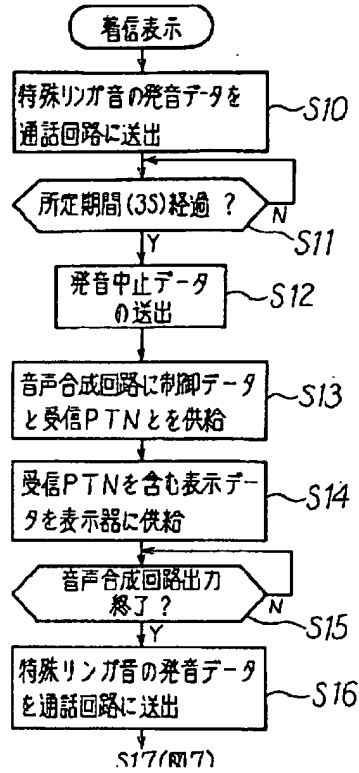 着信表示
特殊リンガ音の発音データを
通話回路に送出
S10
所定期間(3S)経過?
N
S11
Y
発音中止データ
の送出
S12
音声合成回路に制御データ
と受信PTNとを供給
S13
受信PTNを含む表示デー
タを表示器に供給
S14
音声合成回路出力
終了?
N
S15
Y
特殊リンガ音の発音データ
を通話回路に送出
S16
S17(図7)